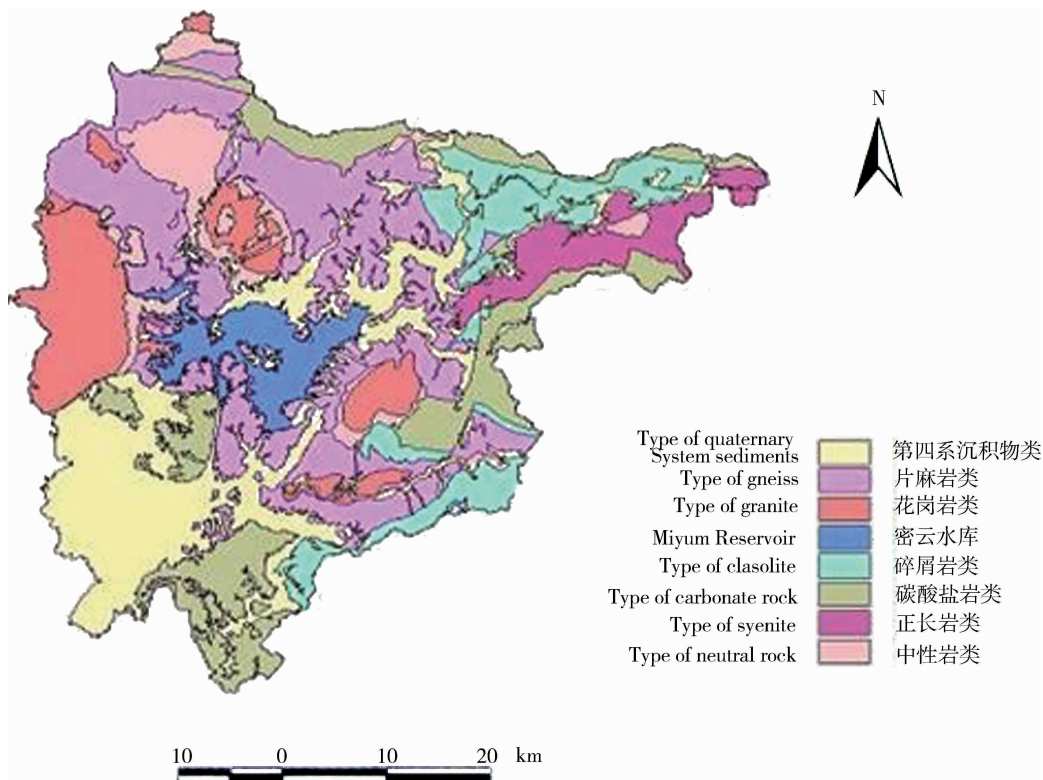 N
Type of quaternary
System sediments 第四系沉积物类
Type of gneiss 片麻岩类
Type of granite 花岗岩类
Miyum Reservoir 密云水库
Type of clasolite 碎屑岩类
Type of carbonate rock 碳酸盐岩类
Type of syenite 正长岩类
Type of neutral rock 中性岩类
10 0 10 20 km